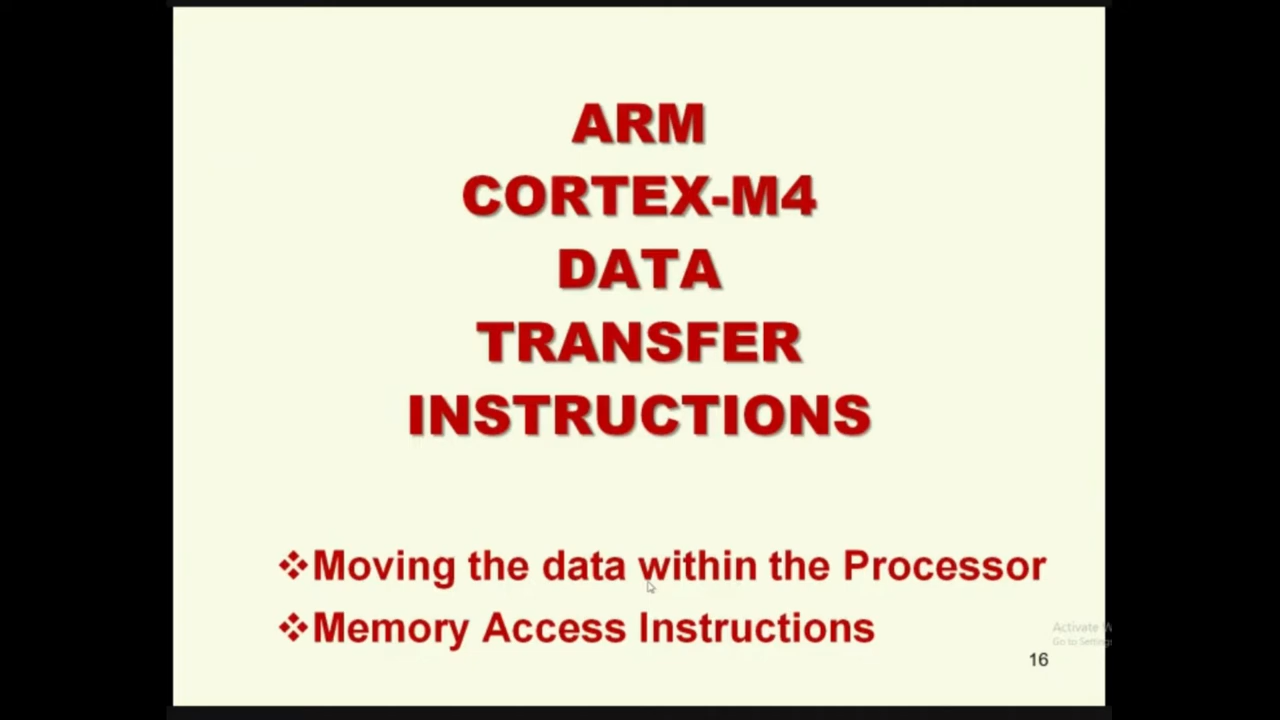 ARM
CORTEX-M4
DATA
TRANSFER
INSTRUCTIONS
❖Moving the data within the Processor
❖Memory Access Instructions
Activate W
Go to Settings
16